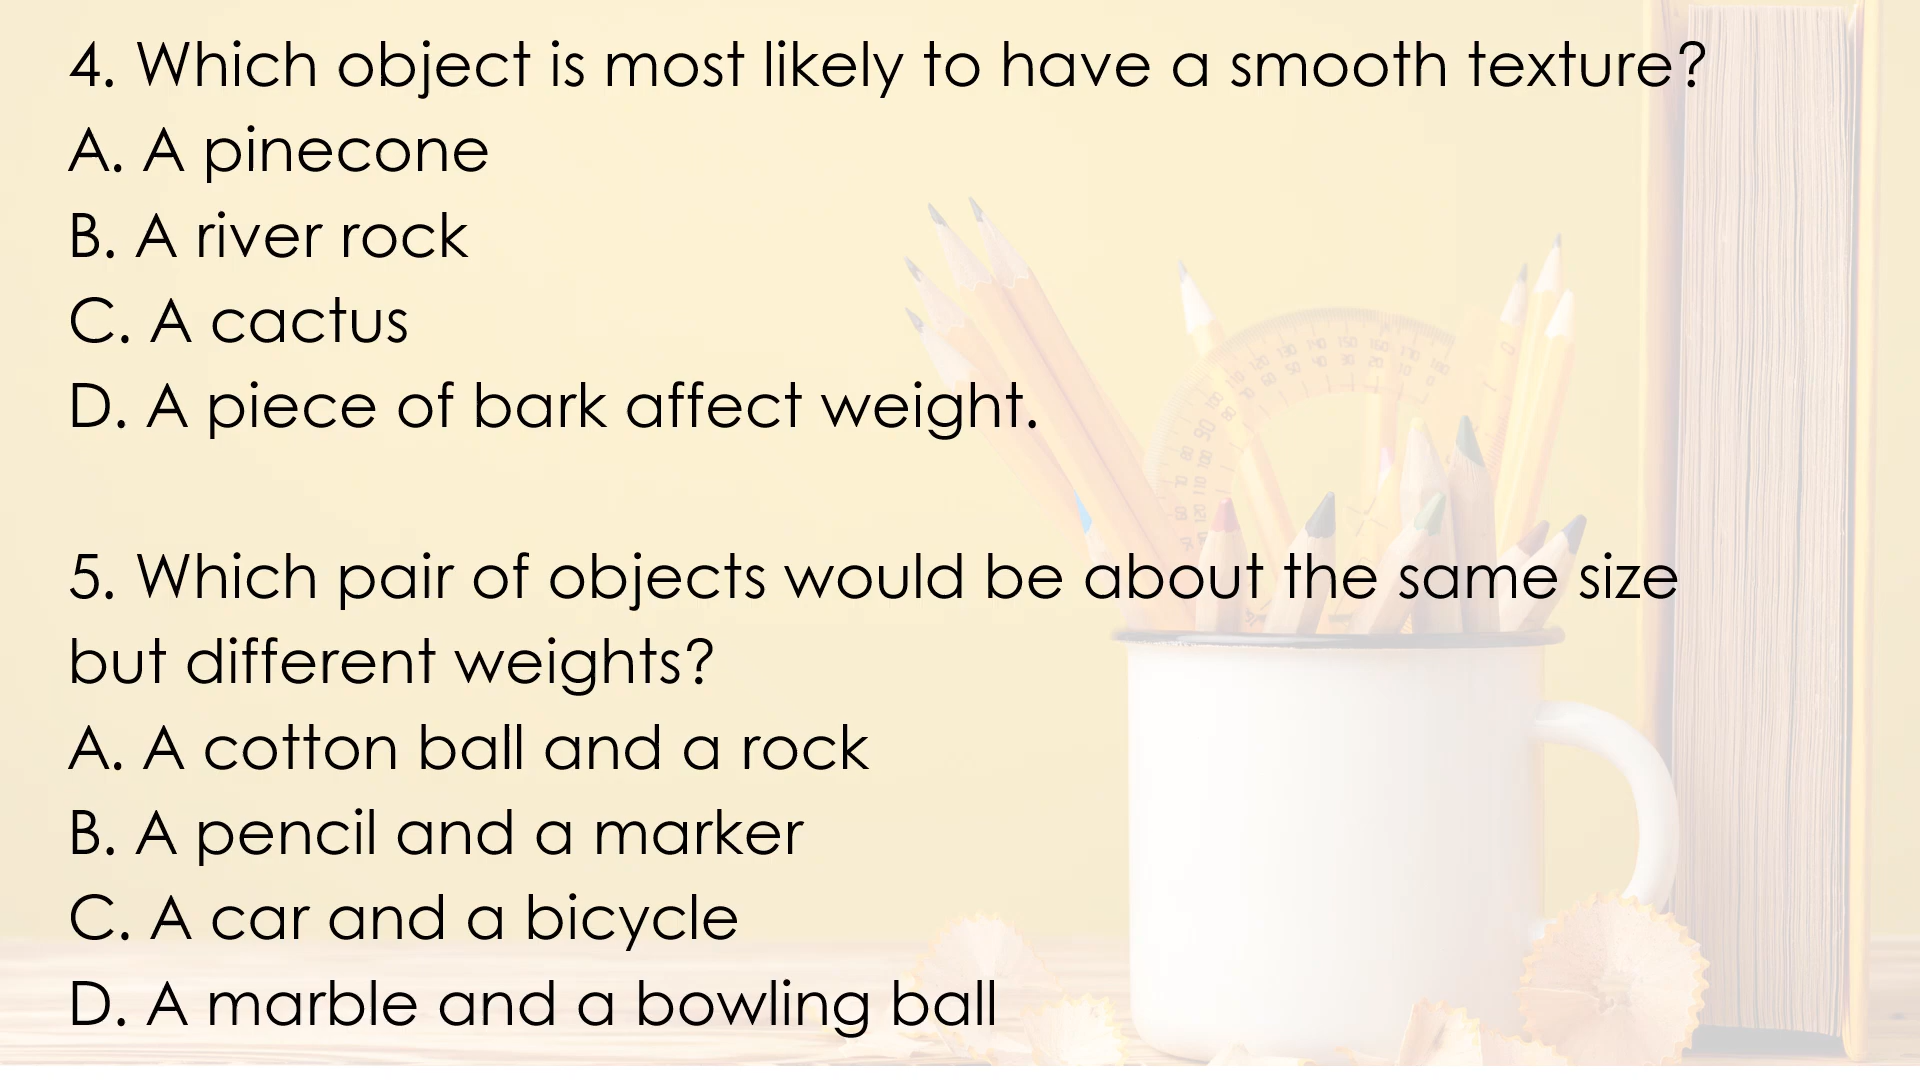 4. Which object is most likely to have a smooth texture?
A. A pinecone
B. A river rock
C. A cactus
D. A piece of bark affect weight.
5. Which pair of objects would be about the same size
but different weights?
A. A cotton ball and a rock
B. A pencil and a marker
C. A car and a bicycle
D. A marble and a bowling ball